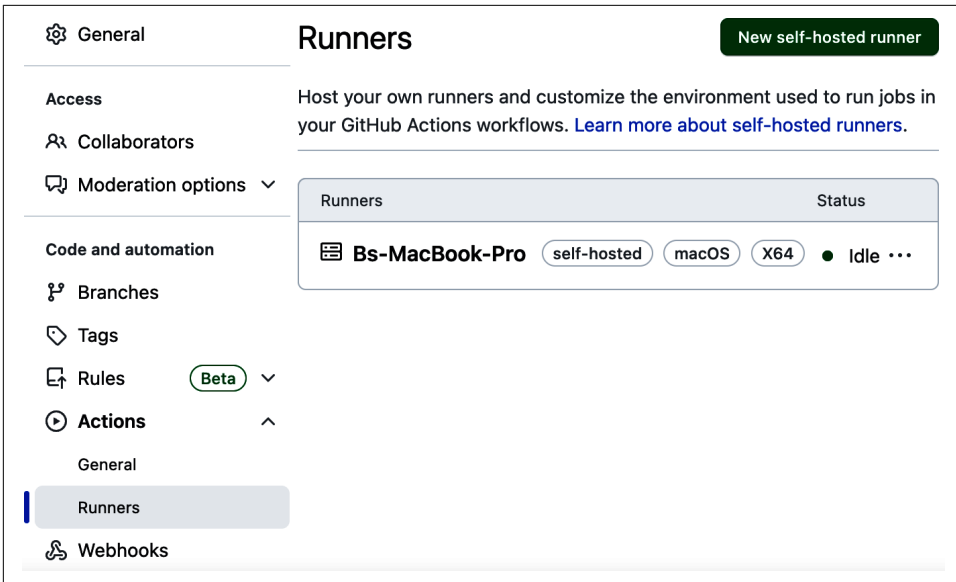 General
Access
Collaborators
Moderation options
Code and automation
Branches
Tags
Rules Beta
Actions
General
Runners
Webhooks
Runners
New self-hosted runner
Host your own runners and customize the environment used to run jobs in
your GitHub Actions workflows. Learn more about self-hosted runners.
Runners Status
Bs-MacBook-Pro self-hosted macOS X64 Idle